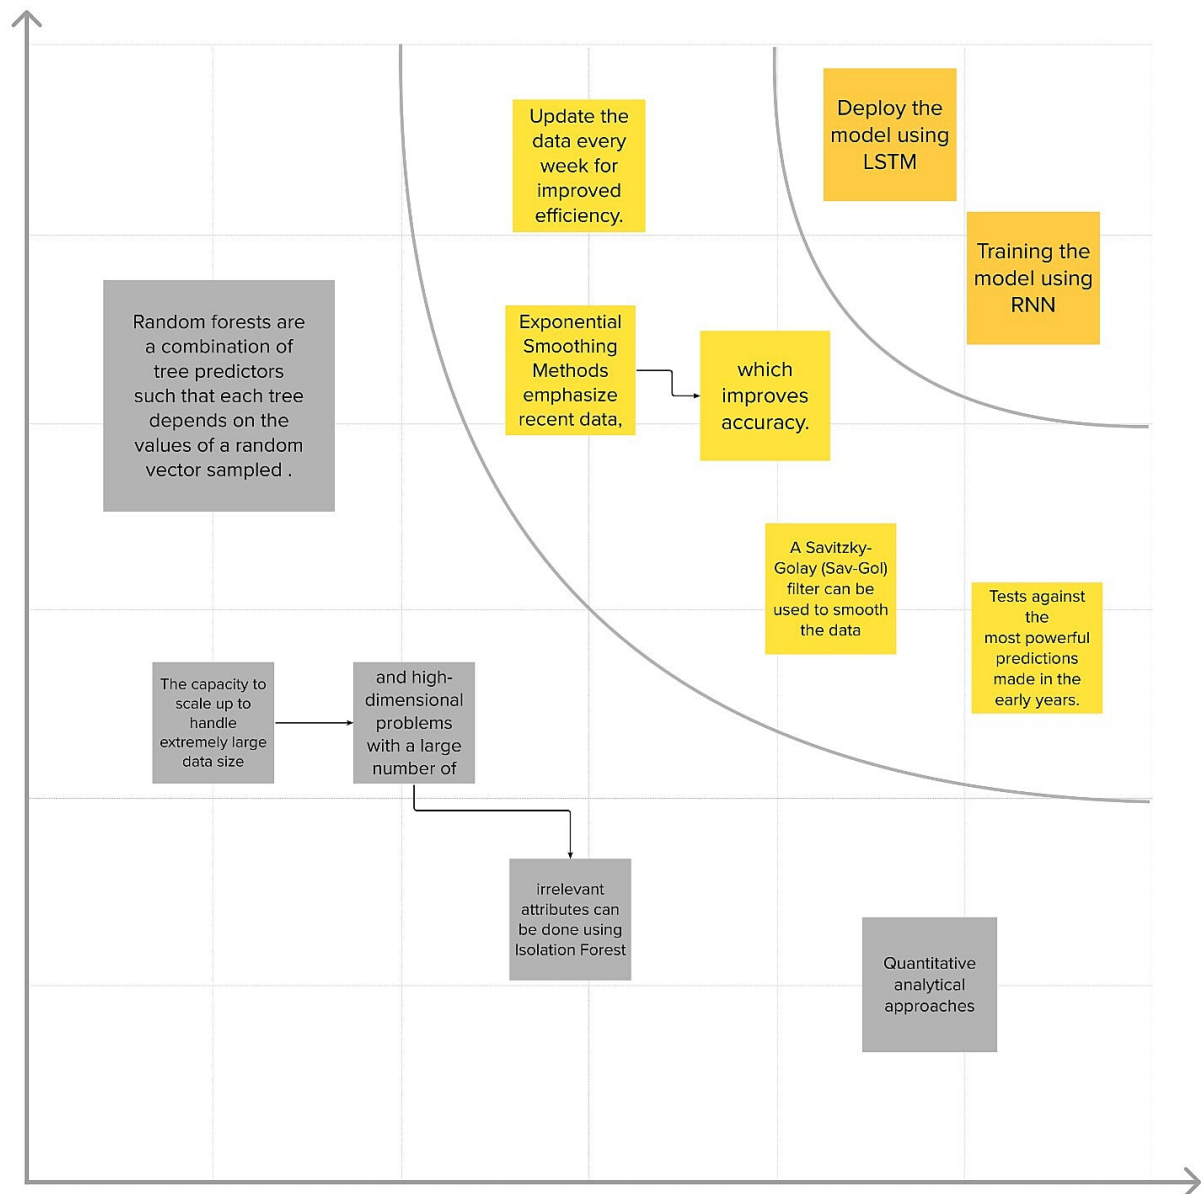 Update the
data every
week for
improved
efficiency.
Deploy the
model using
LSTM
Training the
model using
RNN
Random forests are
a combination of
tree predictors
such that each tree
depends on the
values of a random
vector sampled .
Exponential
Smoothing
Methods
emphasize
recent data,
which
improves
accuracy.
A Savitzky-
Golay (Sav-Gol)
filter can be
used to smooth
the data
Tests against
the
most powerful
predictions
made in the
early years.
The capacity to
scale up to
handle
extremely large
data size
and high-
dimensional
problems
with a large
number of
irrelevant
attributes can
be done using
Isolation Forest
Quantitative
analytical
approaches